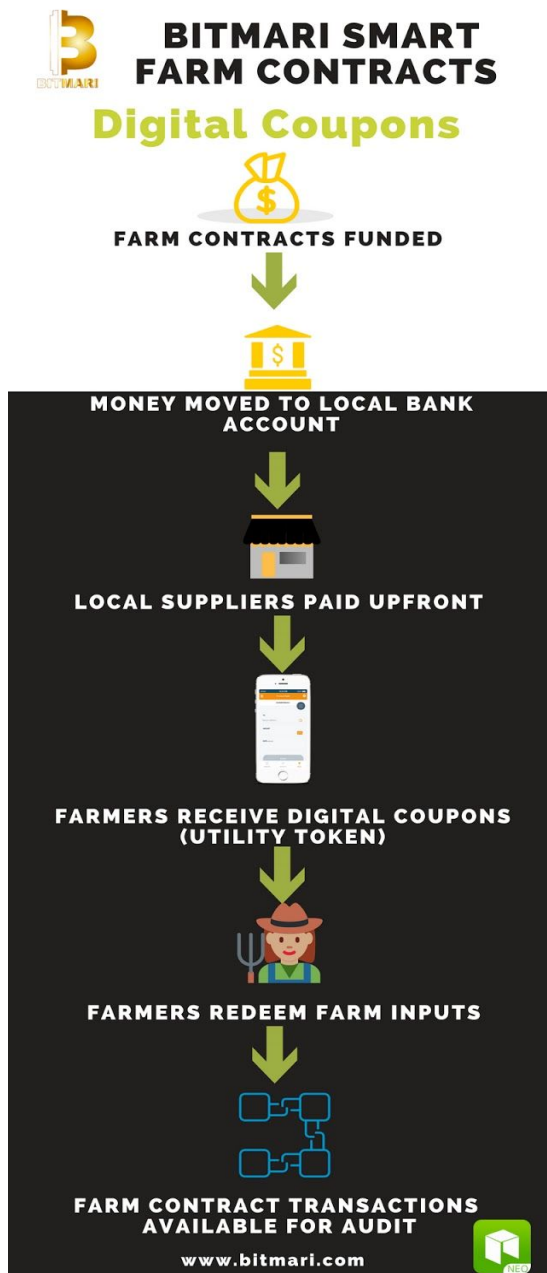 BITMARI
BITMARI SMART
FARM CONTRACTS
Digital Coupons
$
FARM CONTRACTS FUNDED
$
MONEY MOVED TO LOCAL BANK
ACCOUNT
LOCAL SUPPLIERS PAID UPFRONT
FARMERS RECEIVE DIGITAL COUPONS
(UTILITY TOKEN)
FARMERS REDEEM FARM INPUTS
FARM CONTRACT TRANSACTIONS
AVAILABLE FOR AUDIT
www.bitmari.com
NEO